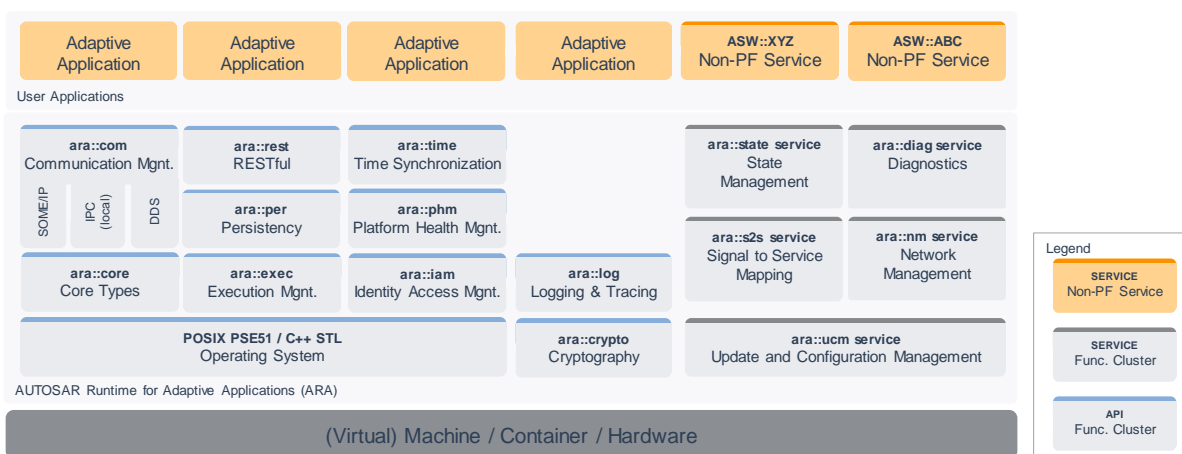 Adaptive
Application
Adaptive
Application
Adaptive
Application
Adaptive
Application
ASW::XYZ
Non-PF Service
ASW::ABC
Non-PF Service
User Applications
ara::com
Communication Mgnt.
SOME/IP
IPC
(local)
DDS
ara::rest
RESTful
ara::time
Time Synchronization
ara::per
Persistency
ara::phm
Platform Health Mgnt.
ara::state service
State
Management
ara::diag service
Diagnostics
ara::s2s service
Signal to Service
Mapping
ara::nm service
Network
Management
ara::core
Core Types
ara::exec
Execution Mgnt.
ara::iam
Identity Access Mgnt.
ara::log
Logging & Tracing
POSIX PSE51 / C++ STL
Operating System
ara::crypto
Cryptography
ara::ucm service
Update and Configuration Management
AUTOSAR Runtime for Adaptive Applications (ARA)
(Virtual) Machine / Container / Hardware
Legend
SERVICE
Non-PF Service
SERVICE
Func. Cluster
API
Func. Cluster